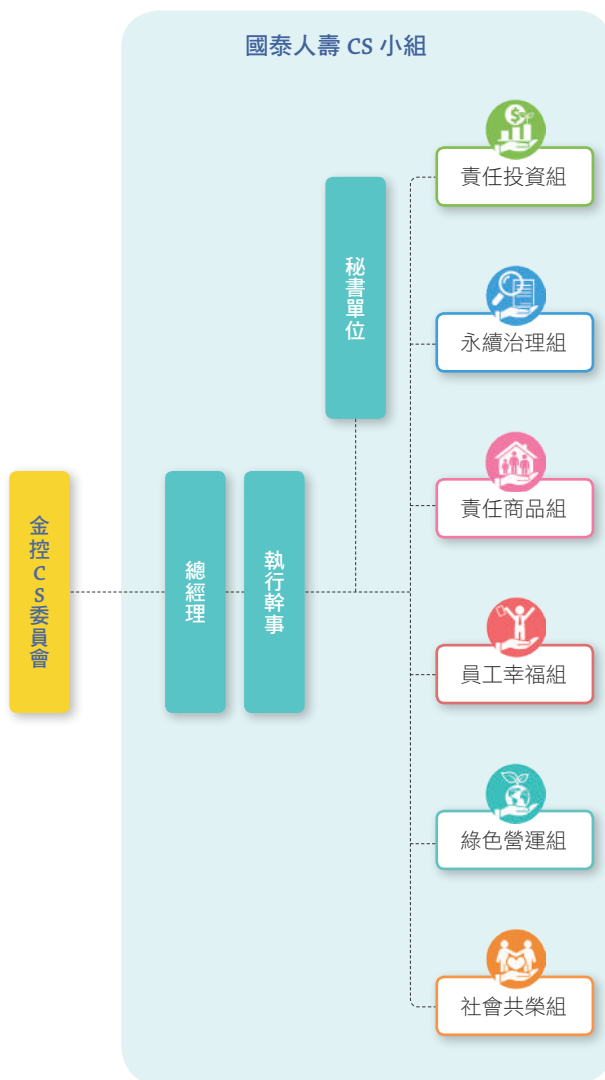 國泰人壽 CS 小組
金控CS委員會
總經理
執行幹事
秘書單位
責任投資組
永續治理組
責任商品組
員工幸福組
綠色營運組
社會共榮組